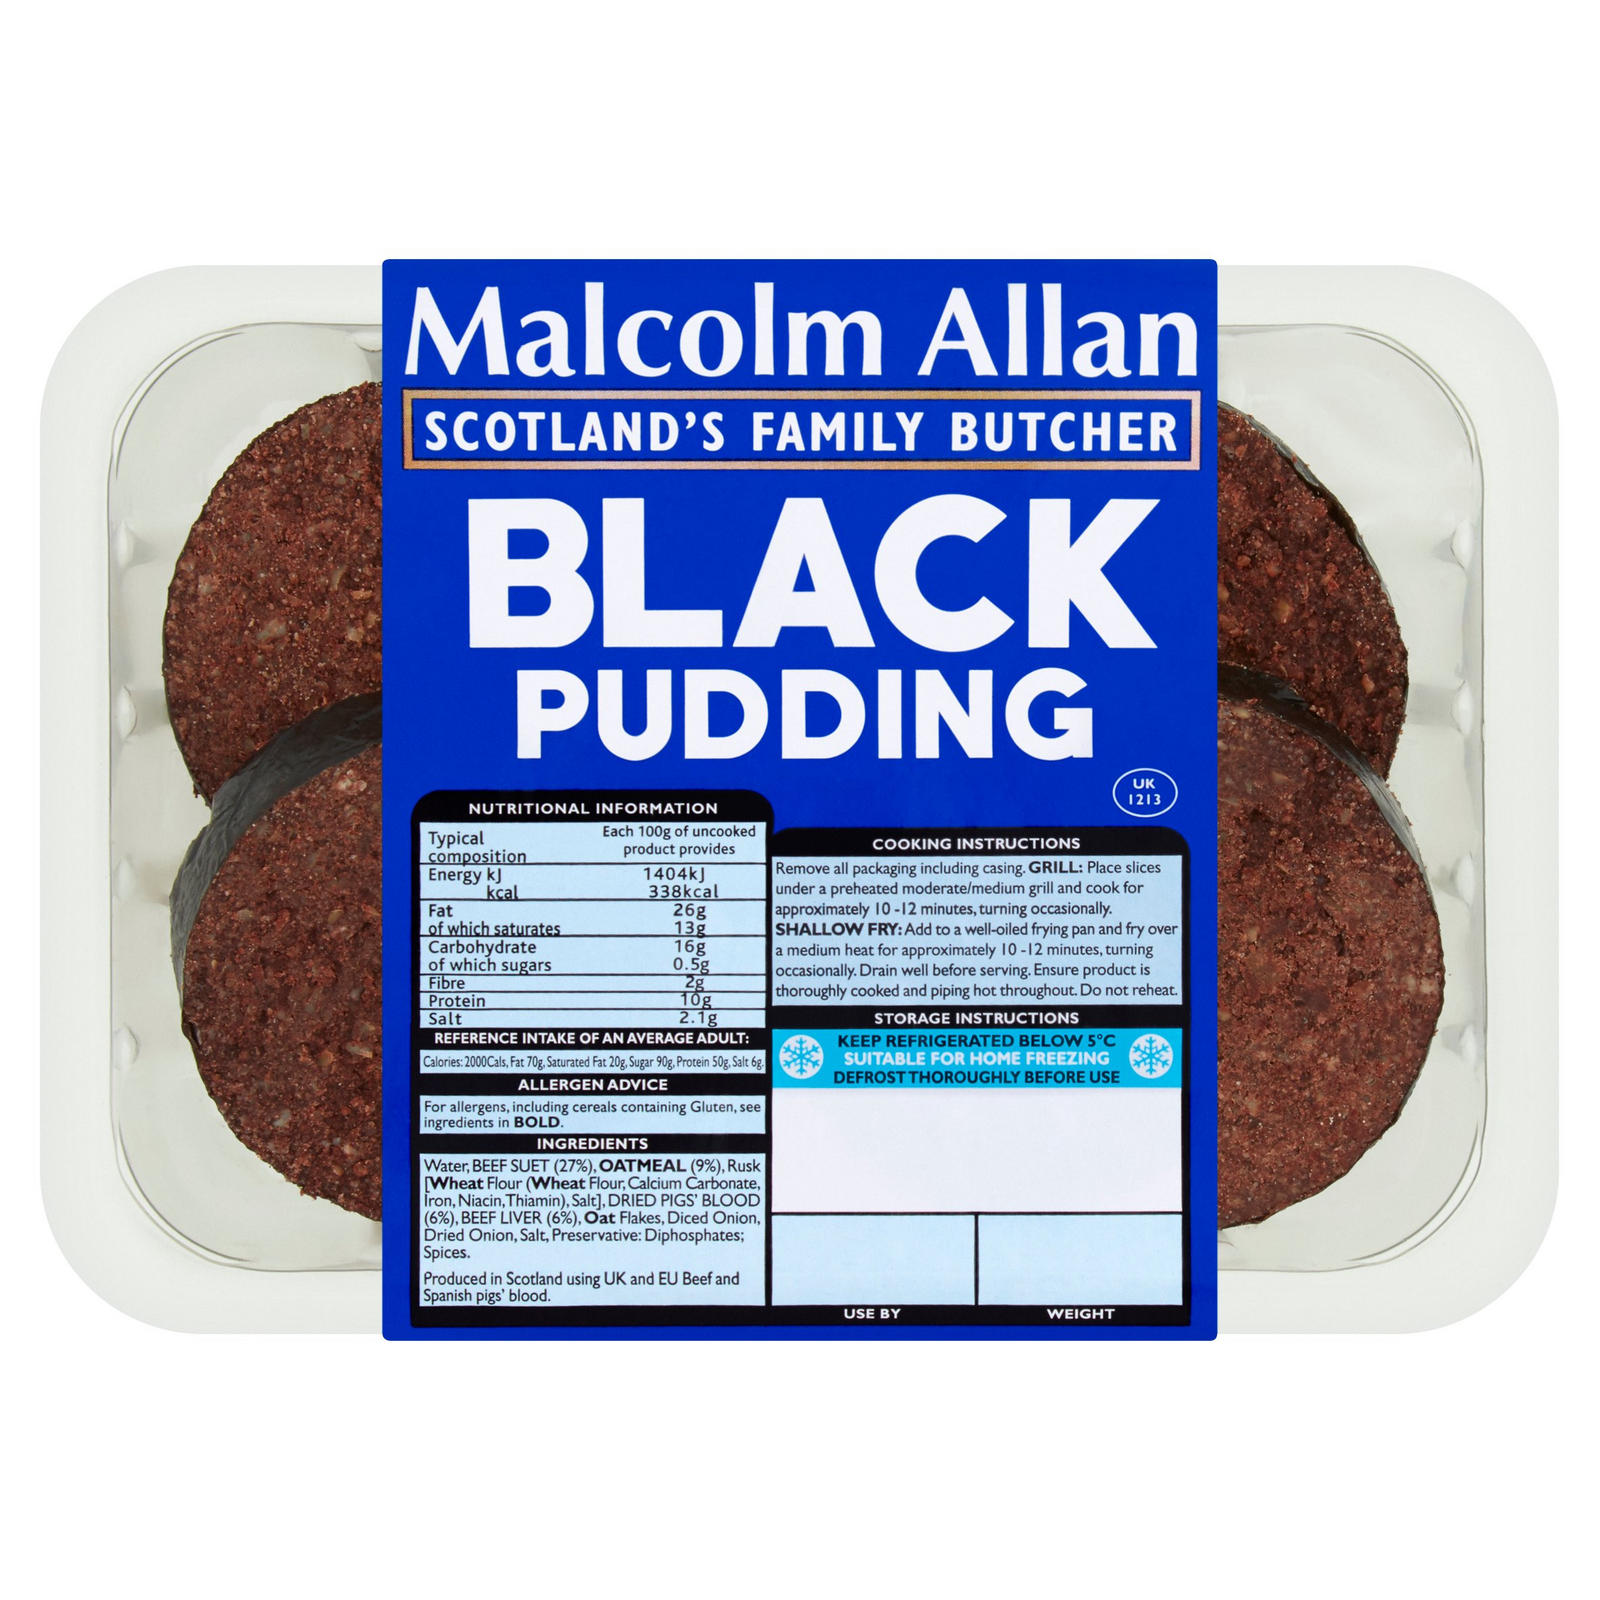 Malcolm Allan
SCOTLAND'S FAMILY BUTCHER
BLACK
PUDDING
UK
1213
NUTRITIONAL INFORMATION
Typical composition Each 100g of uncooked product provides
Energy kJ 1404kJ
kcal 338kcal
Fat 26g
of which saturates 13g
Carbohydrate 16g
of which sugars 0.5g
Fibre 2g
Protein 10g
Salt 2.1g
REFERENCE INTAKE OF AN AVERAGE ADULT:
Calories: 2000Cals, Fat 70g, Saturated Fat 20g, Sugar 90g, Protein 50g, Salt 6g.
ALLERGEN ADVICE
For allergens, including cereals containing Gluten, see
ingredients in BOLD.
INGREDIENTS
Water, BEEF SUET (27%), OATMEAL (9%), Rusk
[Wheat Flour (Wheat Flour, Calcium Carbonate,
Iron, Niacin, Thiamin), Salt], DRIED PIGS' BLOOD
(6%), BEEF LIVER (6%), Oat Flakes, Diced Onion,
Dried Onion, Salt, Preservative: Diphosphates;
Spices.
Produced in Scotland using UK and EU Beef and
Spanish pigs' blood.
COOKING INSTRUCTIONS
Remove all packaging including casing. GRILL: Place slices
under a preheated moderate/medium grill and cook for
approximately 10 -12 minutes, turning occasionally.
SHALLOW FRY: Add to a well-oiled frying pan and fry over
a medium heat for approximately 10 -12 minutes, turning
occasionally. Drain well before serving. Ensure product is
thoroughly cooked and piping hot throughout. Do not reheat.
STORAGE INSTRUCTIONS
KEEP REFRIGERATED BELOW 5°C
SUITABLE FOR HOME FREEZING
DEFROST THOROUGHLY BEFORE USE
USE BY WEIGHT